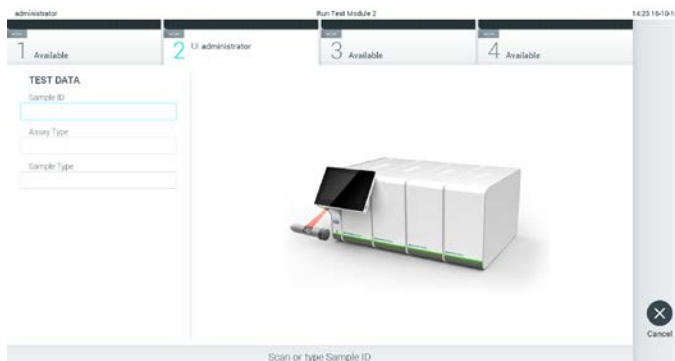 administrator
Run Test Module 2
14:23 16-10-1
1 Available
2 UI administrator
3 Available
4 Available
TEST DATA
Sample ID
Assay Type
Sample Type
Cancel
Scan or type Sample ID